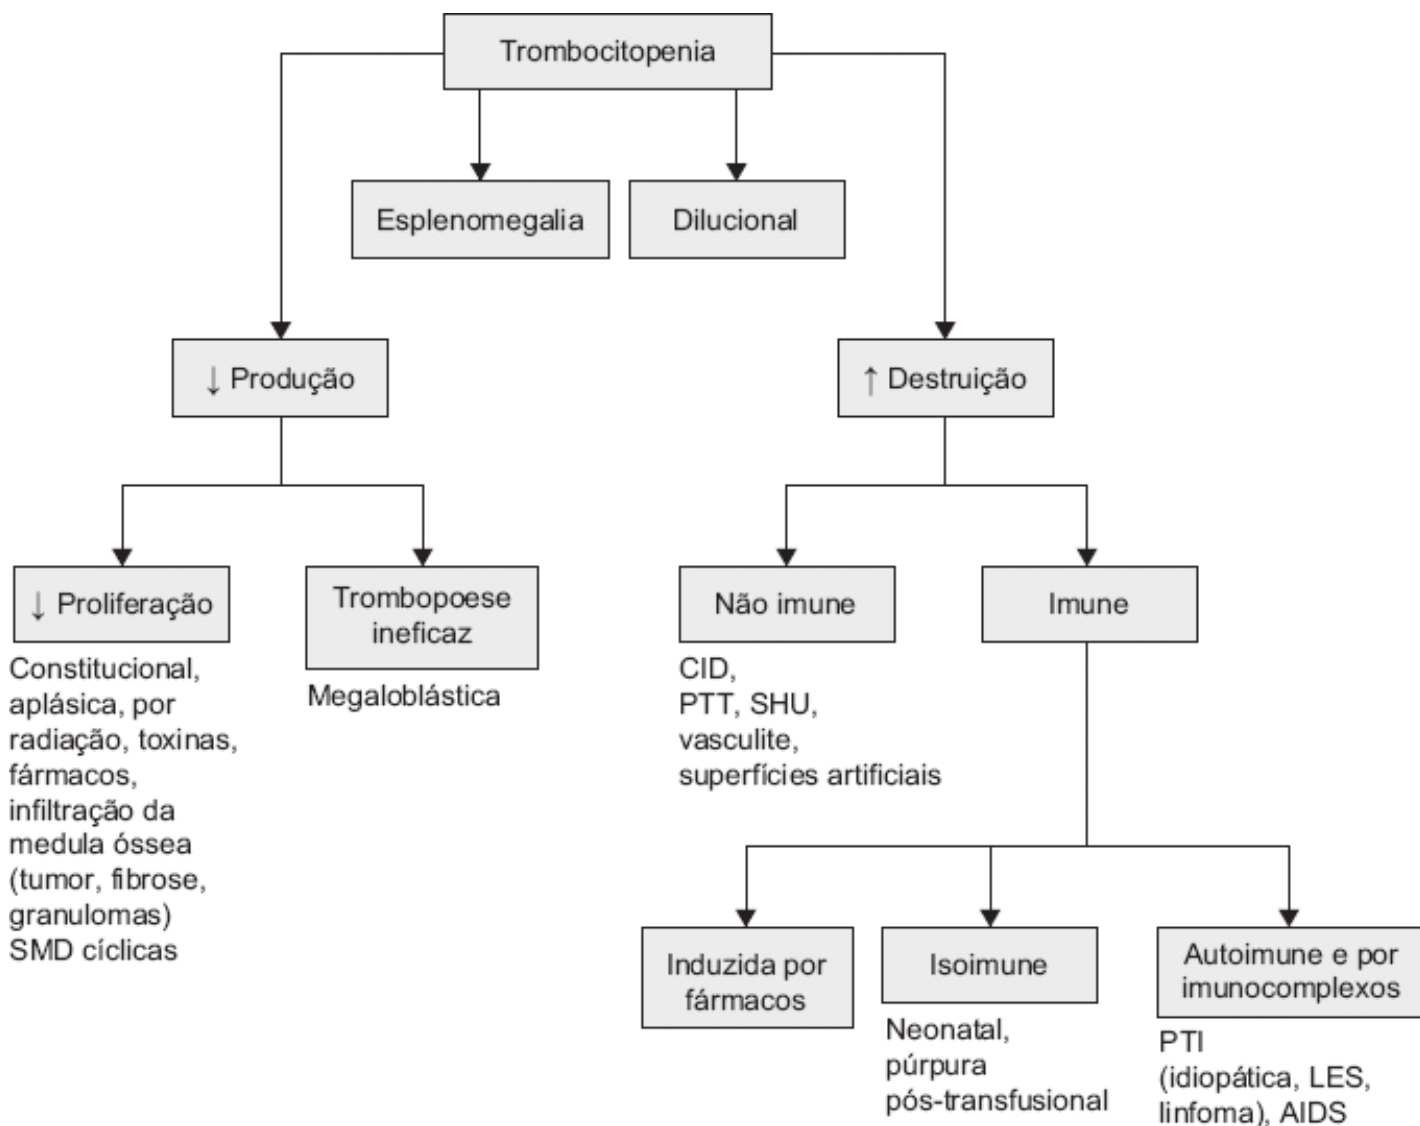 Trombocitopenia
Esplenomegalia
Dilucional
↓ Produção
↑ Destruição
↓ Proliferação
Constitucional,
aplásica, por
radiação, toxinas,
fármacos,
infiltração da
medula óssea
(tumor, fibrose,
granulomas)
SMD cíclicas
Trombopoese
ineficaz
Megaloblástica
Não imune
CID,
PTT, SHU,
vasculite,
superfícies artificiais
Imune
Induzida por
fármacos
Isoimune
Neonatal,
púrpura
pós-transfusional
Autoimune e por
imunocomplexos
PTI
(idiopática, LES,
linfoma), AIDS